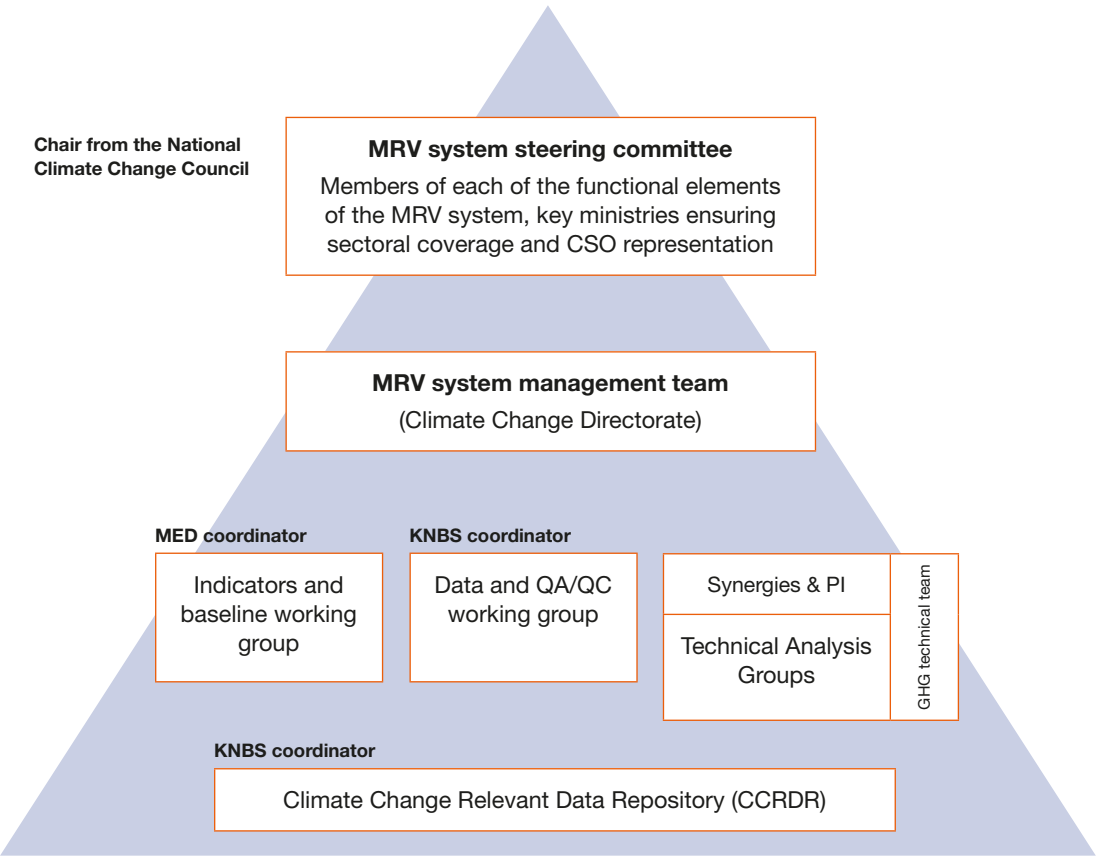 Chair from the National
Climate Change Council
MRV system steering committee
Members of each of the functional elements
of the MRV system, key ministries ensuring
sectoral coverage and CSO representation
MRV system management team
(Climate Change Directorate)
MED coordinator
Indicators and
baseline working
group
KNBS coordinator
Data and QA/QC
working group
Synergies & PI
Technical Analysis
Groups
GHG technical team
KNBS coordinator
Climate Change Relevant Data Repository (CCRDR)